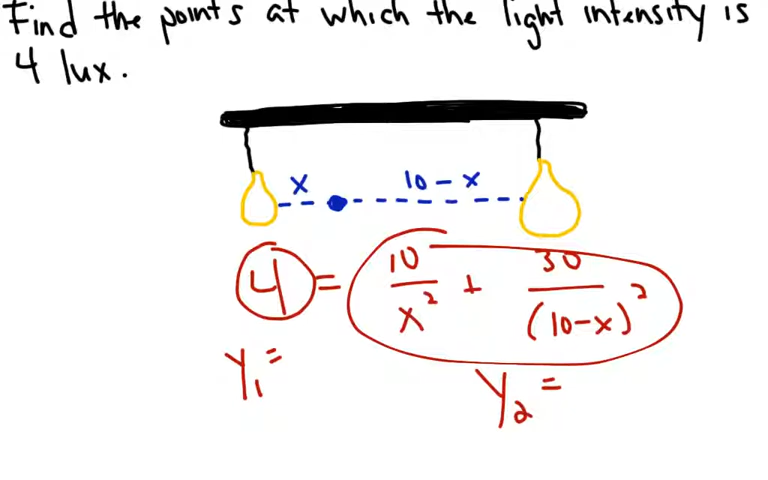 Find the points at which the light intensity is
4 lux.
x 10 - x
4 = 10/x² + 30/(10-x)²
y₁ = y₂ =